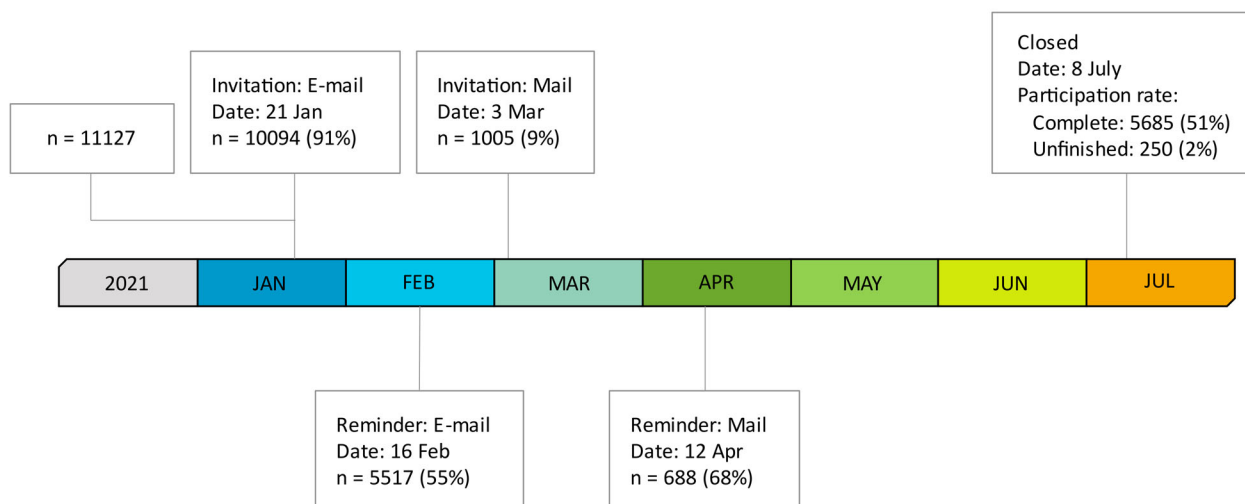 n = 11127
Invitation: E-mail
Date: 21 Jan
n = 10094 (91%)
Invitation: Mail
Date: 3 Mar
n = 1005 (9%)
Closed
Date: 8 July
Participation rate:
Complete: 5685 (51%)
Unfinished: 250 (2%)
2021 JAN FEB MAR APR MAY JUN JUL
Reminder: E-mail
Date: 16 Feb
n = 5517 (55%)
Reminder: Mail
Date: 12 Apr
n = 688 (68%)